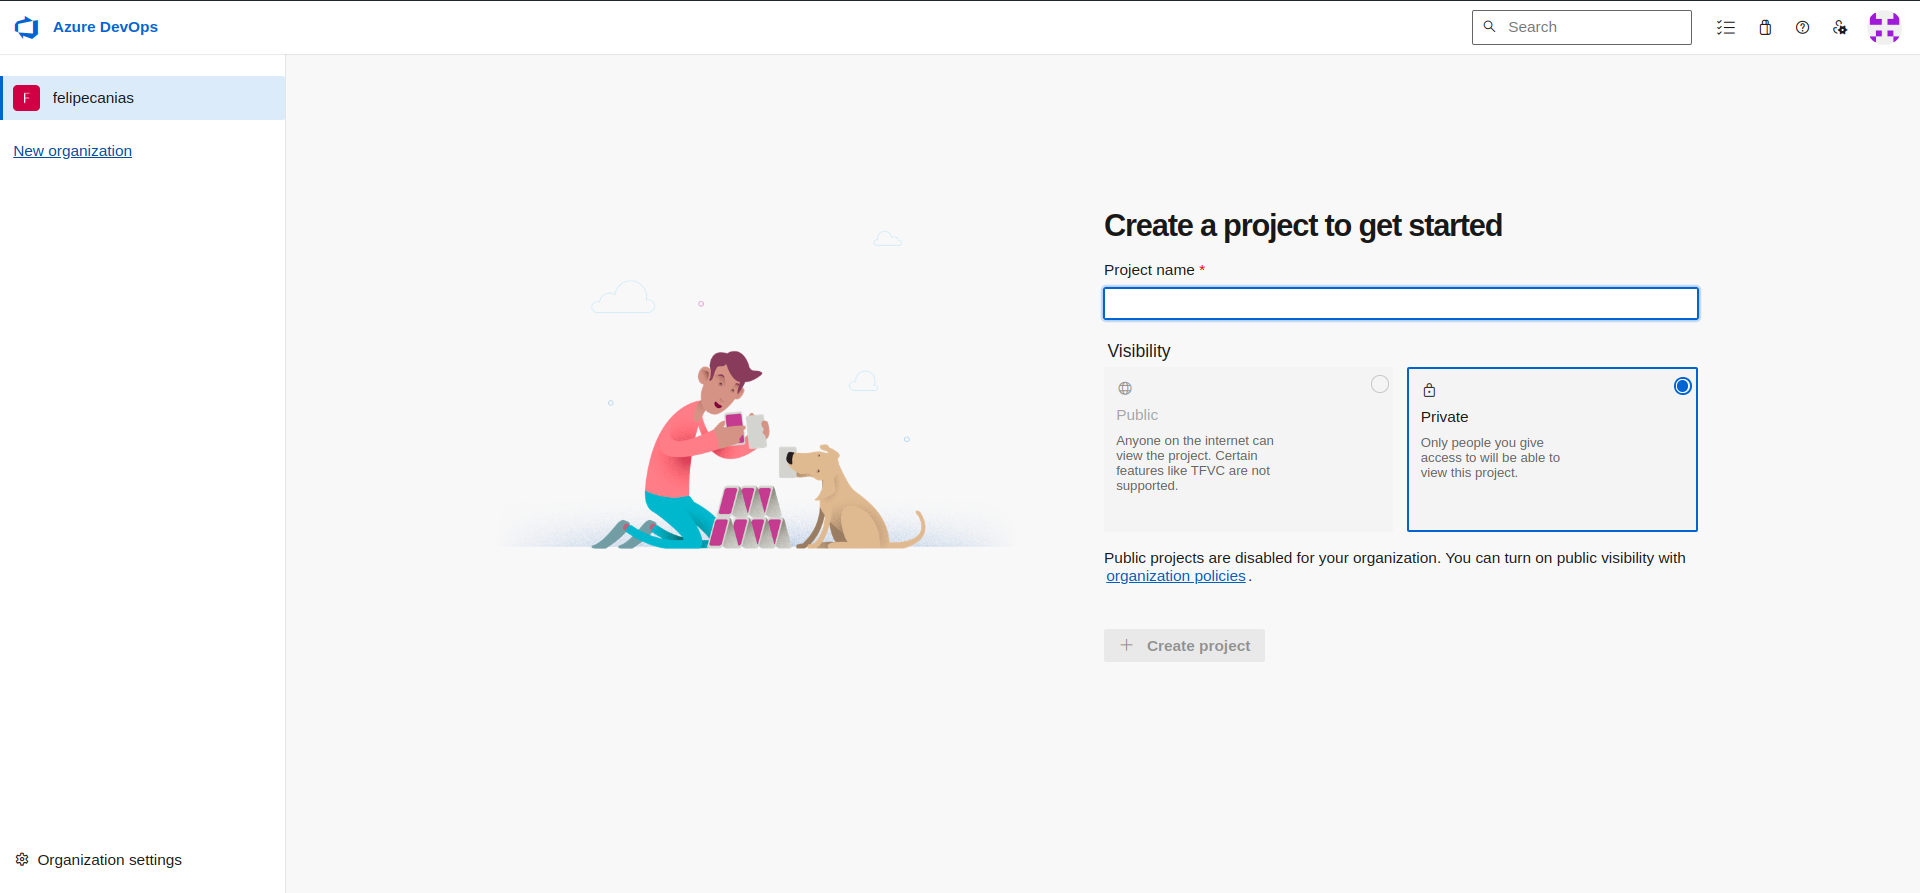 Azure DevOps
Search
F
felipecanias
New organization
Create a project to get started
Project name *
Visibility
Public
Anyone on the internet can
view the project. Certain
features like TFVC are not
supported.
Private
Only people you give
access to will be able to
view this project.
Public projects are disabled for your organization. You can turn on public visibility with
organization policies.
Create project
Organization settings